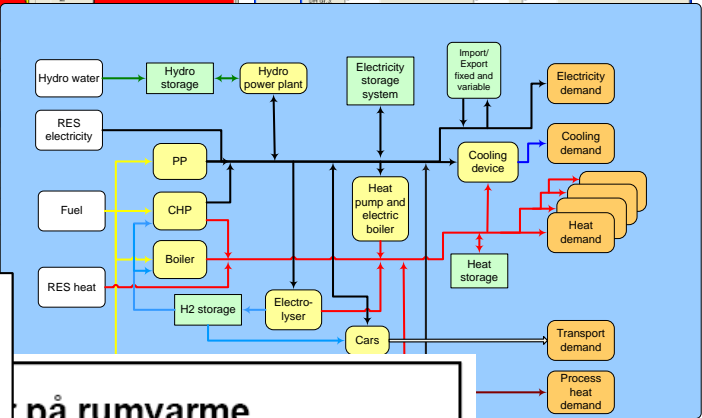 Hydro water
Hydro
storage
Hydro
power plant
Electricity
storage
system
Import/
Export
fixed and
variable
Electricity
demand
RES
electricity
PP
Cooling
device
Cooling
demand
Fuel
CHP
Heat
pump and
electric
boiler
Heat
demand
Boiler
RES heat
Heat
storage
H2 storage
Electro-
lyser
Cars
Transport
demand
Process
heat
demand
på rumvarme